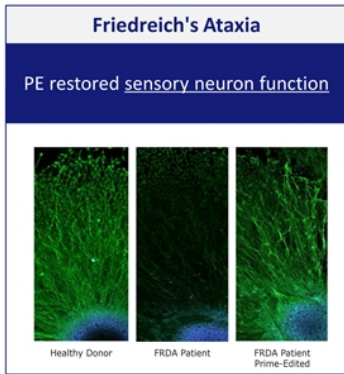 Friedreich's Ataxia
PE restored sensory neuron function
Healthy Donor
FRDA Patient
FRDA Patient
Prime-Edited